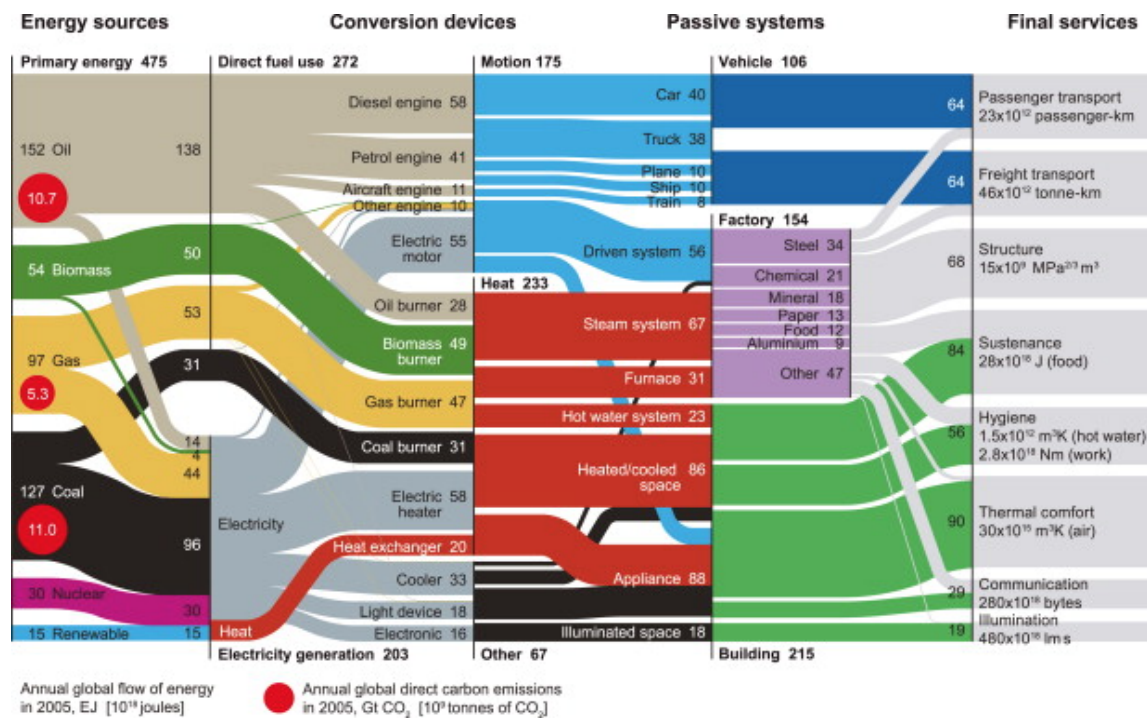 Energy sources
Conversion devices
Passive systems
Final services
Primary energy 475
Direct fuel use 272
Motion 175
Vehicle 106
152 Oil
138
10.7
54 Biomass
50
97 Gas
53
5.3
31
127 Coal
14
4
44
11.0
96
30 Nuclear
30
15 Renewable
15
Diesel engine 58
Petrol engine 41
Aircraft engine 11
Other engine 10
Electric
motor
55
Oil burner 28
Biomass
burner
49
Gas burner 47
Coal burner 31
Electricity
Electric
heater
58
Heat exchanger 20
Cooler 33
Light device 18
Heat
Electronic 16
Electricity generation 203
Car 40
Truck 38
Plane 10
Ship 10
Train 8
Driven system 56
Heat 233
Steam system 67
Furnace 31
Hot water system 23
Heated/cooled
space
86
Appliance 88
Illuminated space 18
Other 67
Factory 154
Steel 34
Chemical 21
Mineral 18
Paper 13
Food 12
Aluminium 9
Other 47
Building 215
64
Passenger transport
23x10¹² passenger-km
64
Freight transport
46x10¹² tonne-km
68
Structure
15x10⁹ MPa²ᐟ³ m³
84
Sustenance
28x10¹⁸ J (food)
56
Hygiene
1.5x10¹² m³K (hot water)
2.8x10¹⁸ Nm (work)
90
Thermal comfort
30x10¹⁵ m³K (air)
29
Communication
280x10¹⁸ bytes
19
Illumination
480x10¹⁸ lm s
Annual global flow of energy
in 2005, EJ [10¹⁸ joules]
Annual global direct carbon emissions
in 2005, Gt CO₂ [10⁹ tonnes of CO₂]